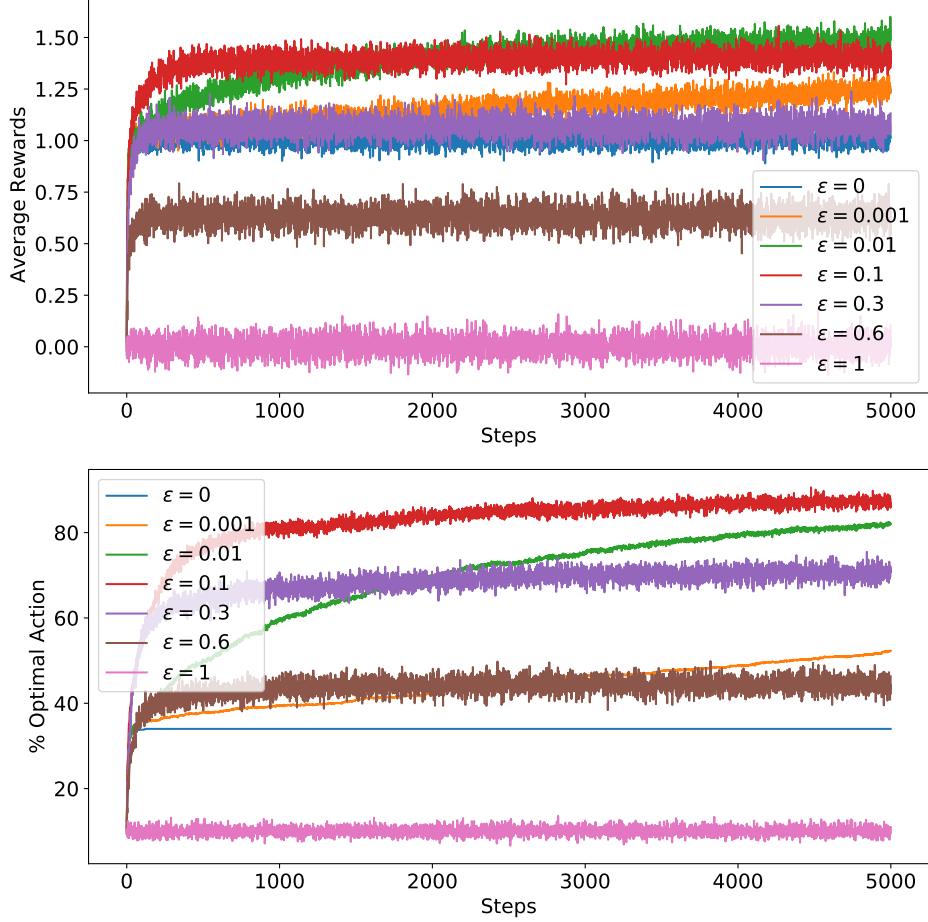 1.50
1.25
1.00
0.75
0.50
0.25
0.00
Average Rewards
ε = 0
ε = 0.001
ε = 0.01
ε = 0.1
ε = 0.3
ε = 0.6
ε = 1
0 1000 2000 3000 4000 5000
Steps
80
60
40
20
% Optimal Action
ε = 0
ε = 0.001
ε = 0.01
ε = 0.1
ε = 0.3
ε = 0.6
ε = 1
0 1000 2000 3000 4000 5000
Steps